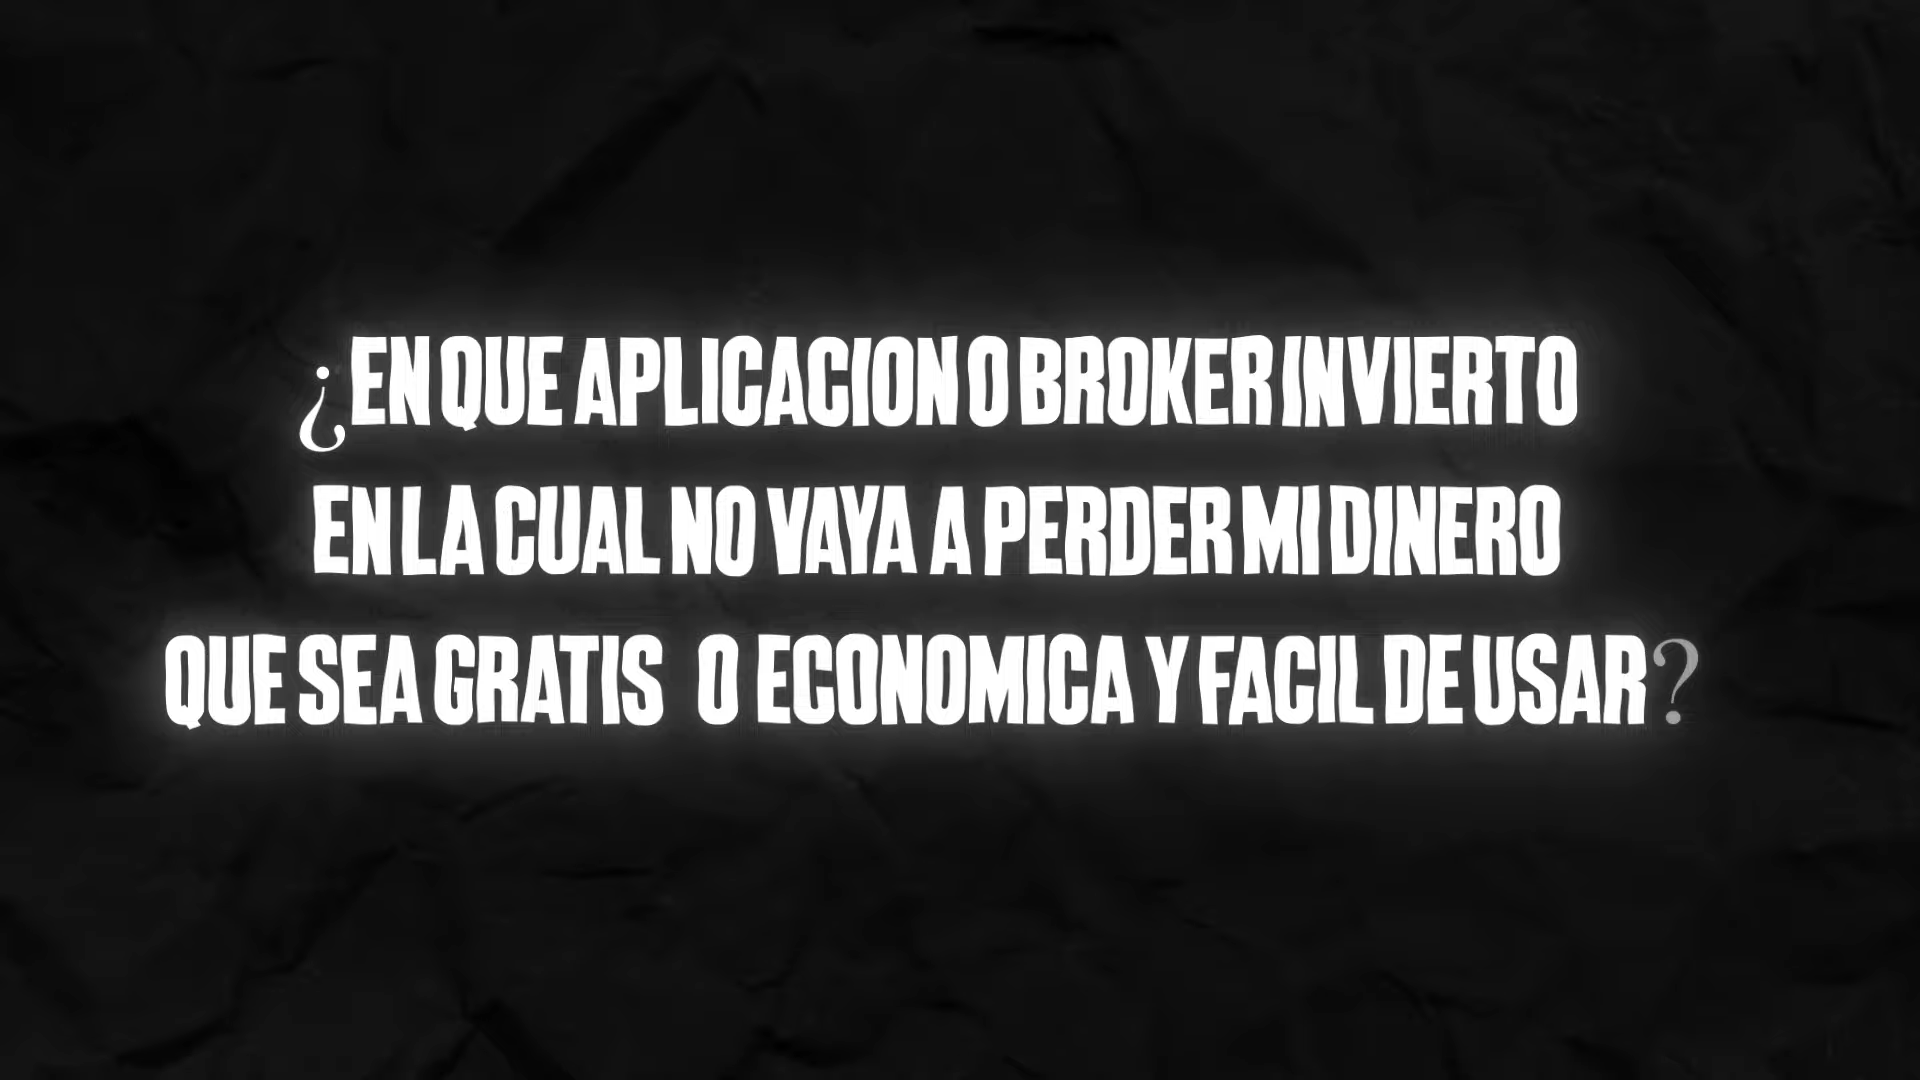 ¿EN QUE APLICACION O BROKER INVIERTO
EN LA CUAL NO VAYA A PERDER MI DINERO
QUE SEA GRATIS O ECONOMICA Y FACIL DE USAR?